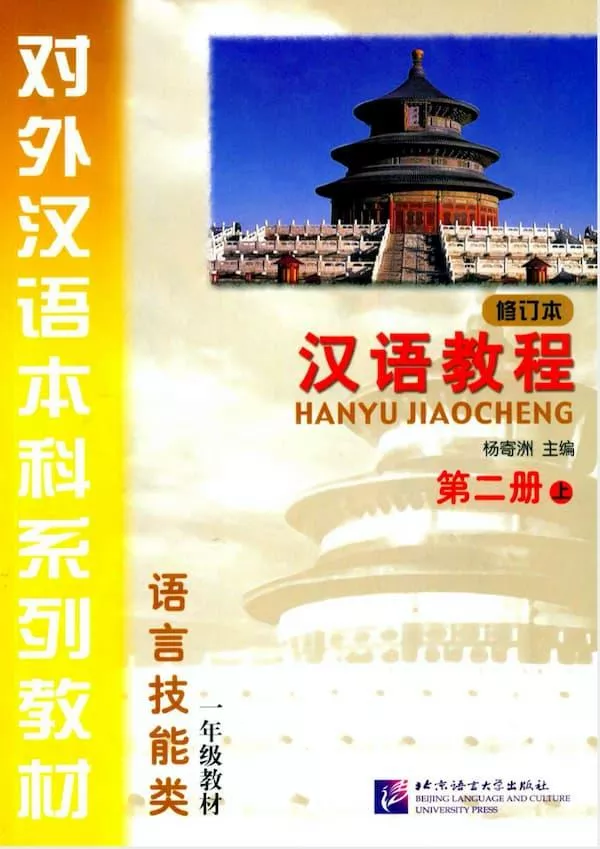 对外汉语本科系列教材
修订本
汉语教程
HANYU JIAOCHENG
杨寄洲 主编
第二册 上
语言技能类
一年级教材
北京语言大学出版社
BEIJING LANGUAGE AND CULTURE
UNIVERSITY PRESS